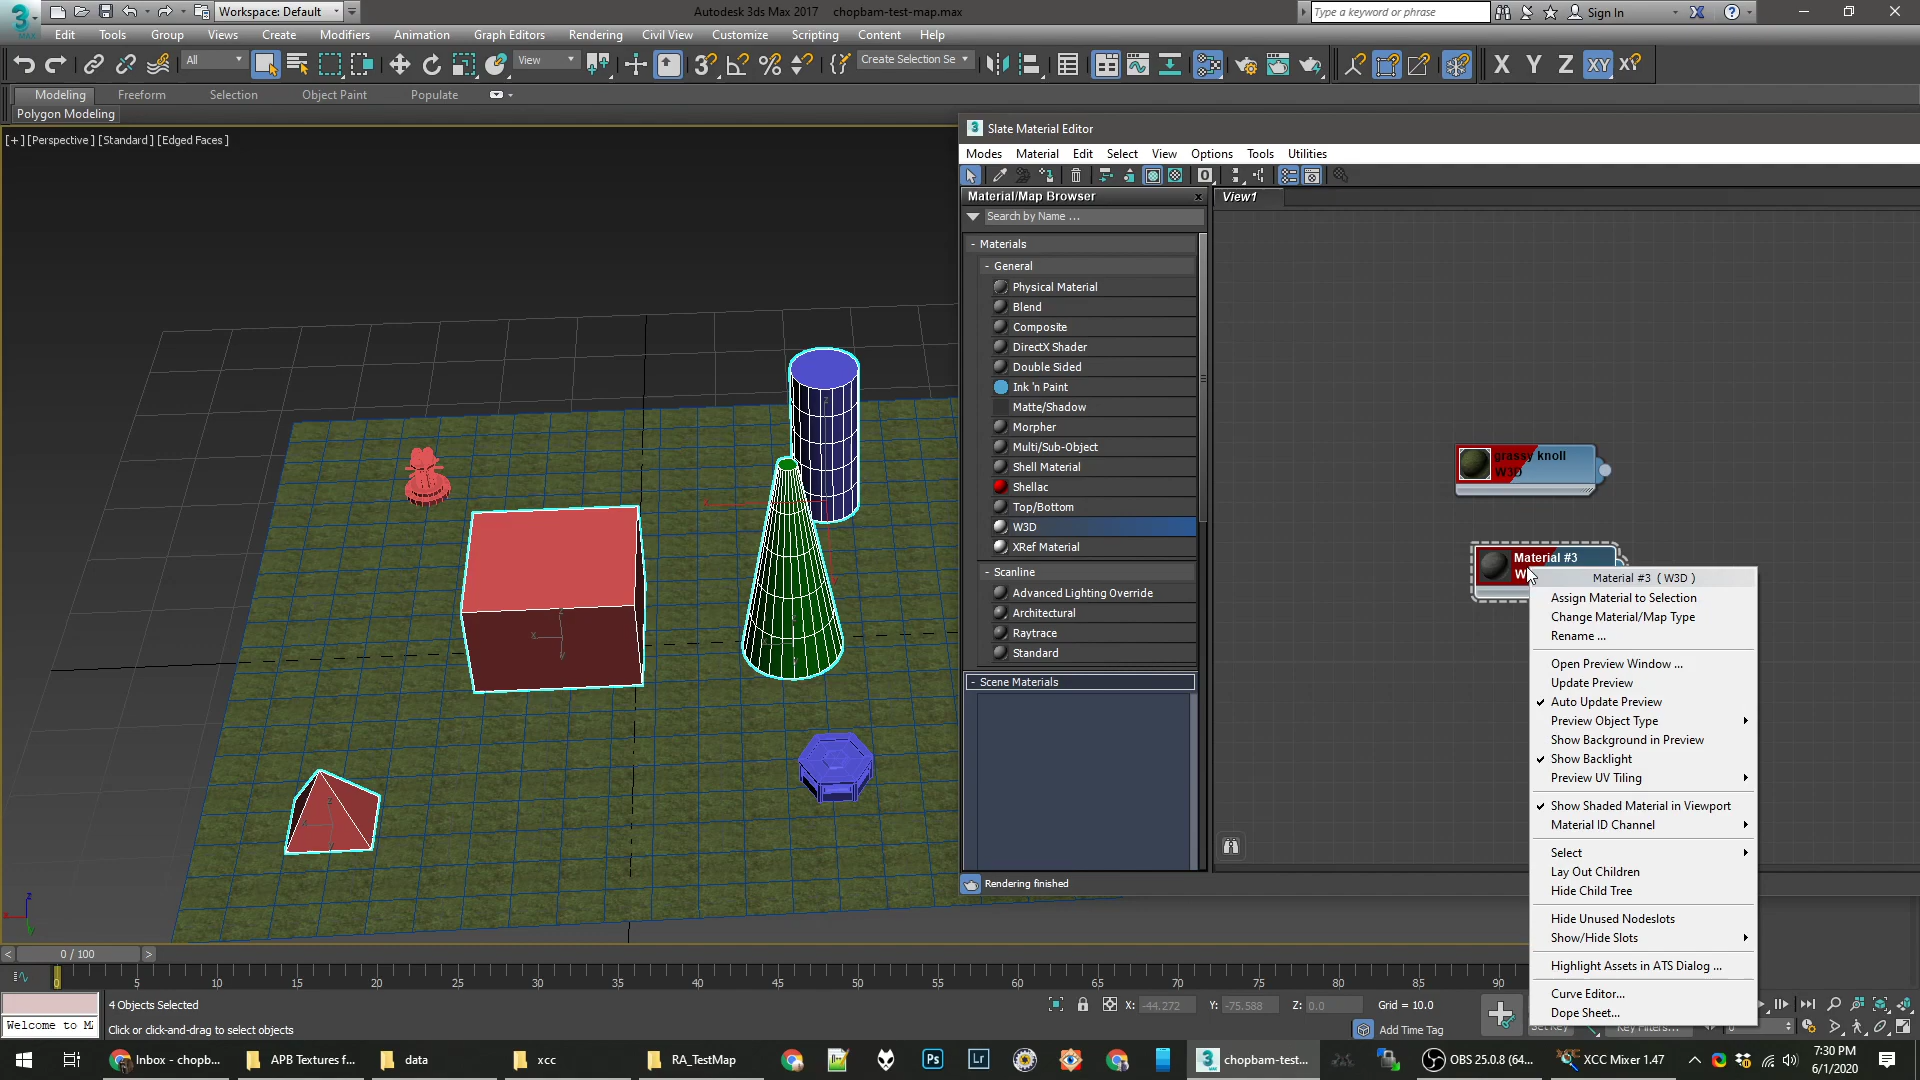 3
MAX
Workspace: Default
Autodesk 3ds Max 2017 chopbam-test-map.max
Type a keyword or phrase
Sign In
Edit Tools Group Views Create Modifiers Animation Graph Editors Rendering Civil View Customize Scripting Content Help
All
View
Create Selection Se
X Y Z XY
Modeling Freeform Selection Object Paint Populate
Polygon Modeling
[+] [Perspective] [Standard] [Edged Faces]
Slate Material Editor
Modes Material Edit Select View Options Tools Utilities
Material/Map Browser
View1
Search by Name ...
- Materials
- General
Physical Material
Blend
Composite
DirectX Shader
Double Sided
Ink 'n Paint
Matte/Shadow
Morpher
Multi/Sub-Object
Shell Material
Shellac
Top/Bottom
W3D
XRef Material
- Scanline
Advanced Lighting Override
Architectural
Raytrace
Standard
- Scene Materials
Rendering finished
grassy knoll
W3D
Material #3
Material #3 ( W3D )
Assign Material to Selection
Change Material/Map Type
Rename ...
Open Preview Window ...
Update Preview
Auto Update Preview
Preview Object Type
Show Background in Preview
Show Backlight
Preview UV Tiling
Show Shaded Material in Viewport
Material ID Channel
Select
Lay Out Children
Hide Child Tree
Hide Unused Nodeslots
Show/Hide Slots
Highlight Assets in ATS Dialog ...
Curve Editor...
Dope Sheet...
< 0 / 100 >
0 5 10 15 20 25 30 35 40 45 50 55 60 65 70 75 80 85 90
4 Objects Selected
X: -44.272 Y: -75.588 Z: 0.0 Grid = 10.0
Welcome to M
Click or click-and-drag to select objects
Add Time Tag
Set Key
Key Filters...
0
Inbox - chopb...
APB Textures f...
data
xcc
RA_TestMap
Ps
Lr
chopbam-test...
OBS 25.0.8 (64...
XCC Mixer 1.47
7:30 PM
6/1/2020